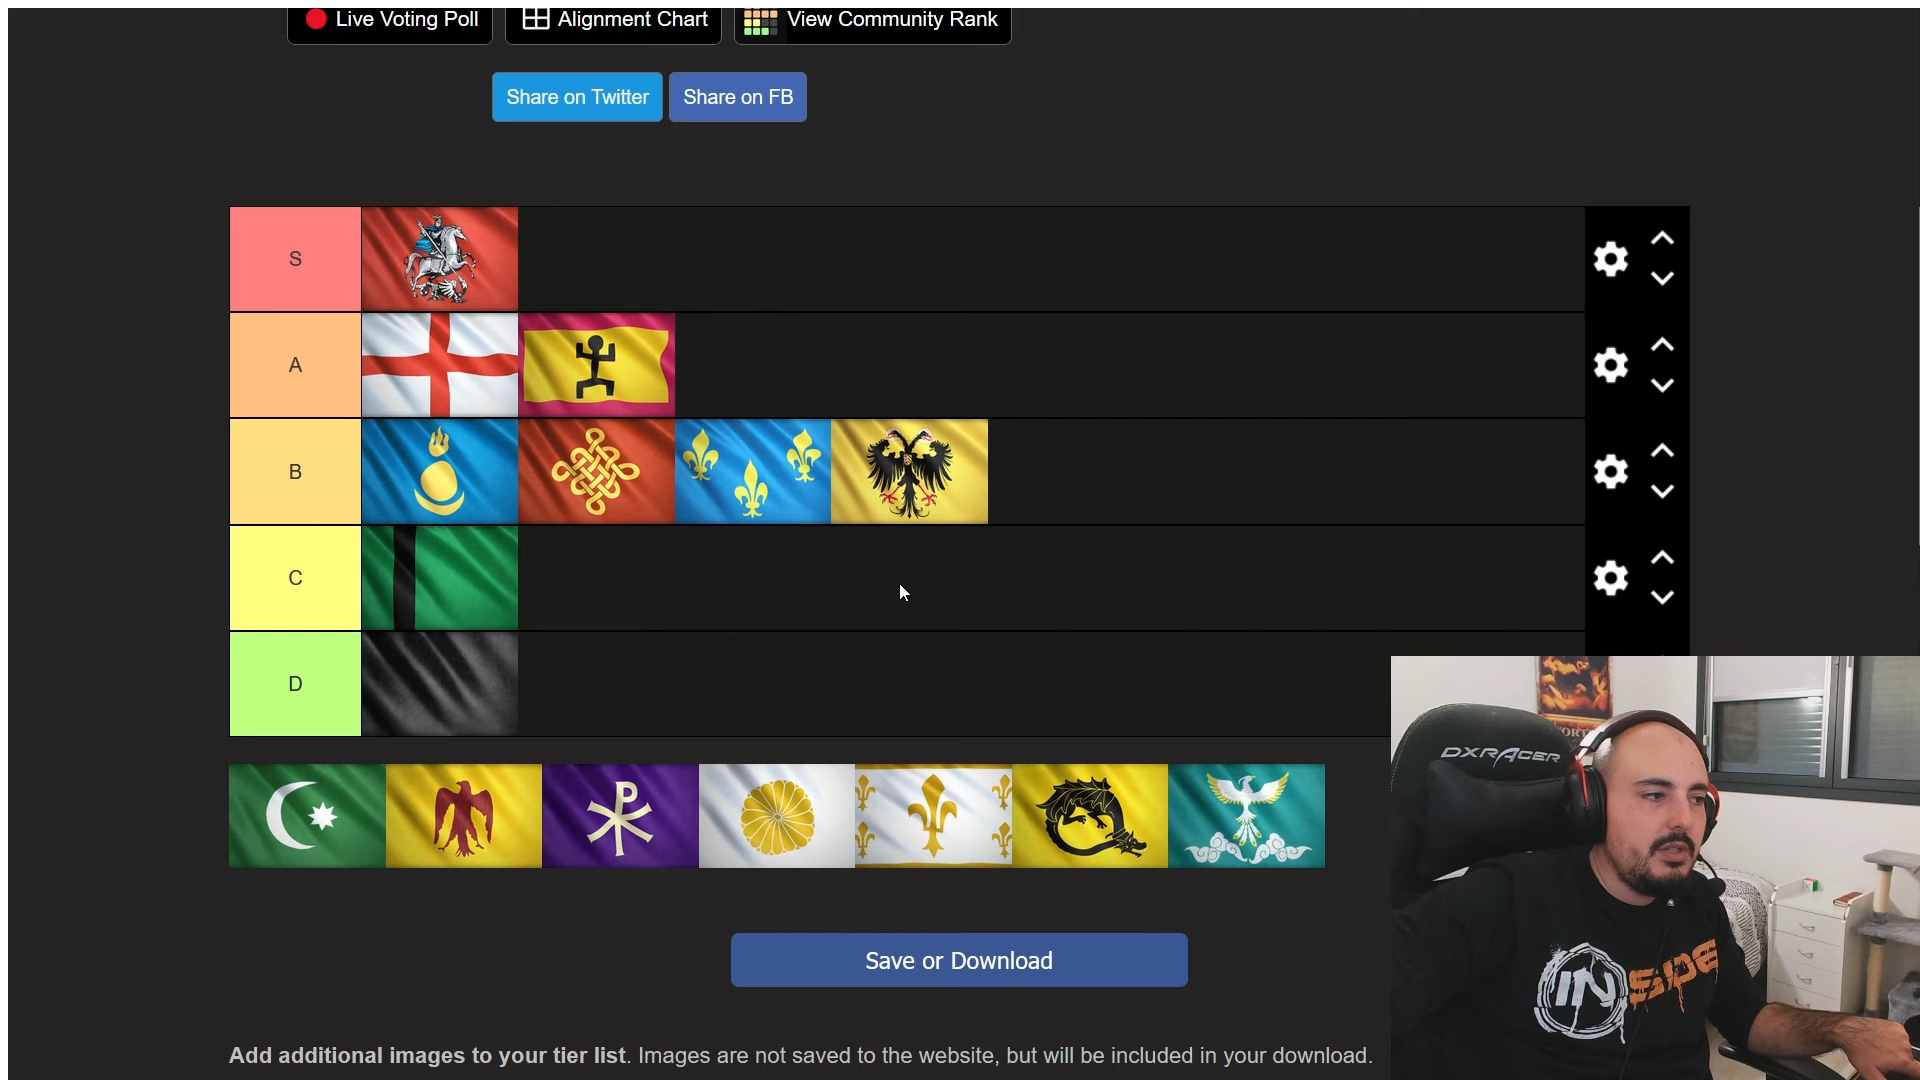 Live Voting Poll
Alignment Chart
View Community Rank
Share on Twitter
Share on FB
S
A
B
C
D
DXRACER
INSIDE
Save or Download
Add additional images to your tier list. Images are not saved to the website, but will be included in your download.